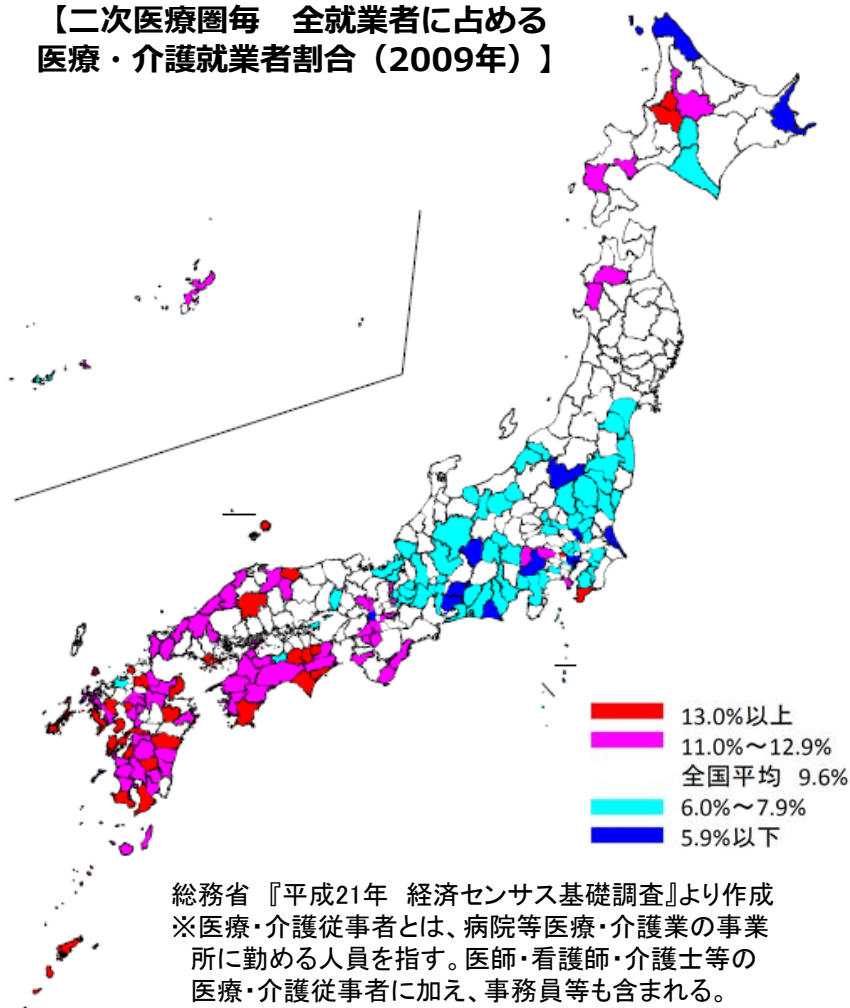 【二次医療圏毎　全就業者に占める
医療・介護就業者割合（2009年）】
13.0%以上
11.0%～12.9%
全国平均 9.6%
6.0%～7.9%
5.9%以下
総務省 『平成21年 経済センサス基礎調査』より作成
※医療・介護従事者とは、病院等医療・介護業の事業
所に勤める人員を指す。医師・看護師・介護士等の
医療・介護従事者に加え、事務員等も含まれる。